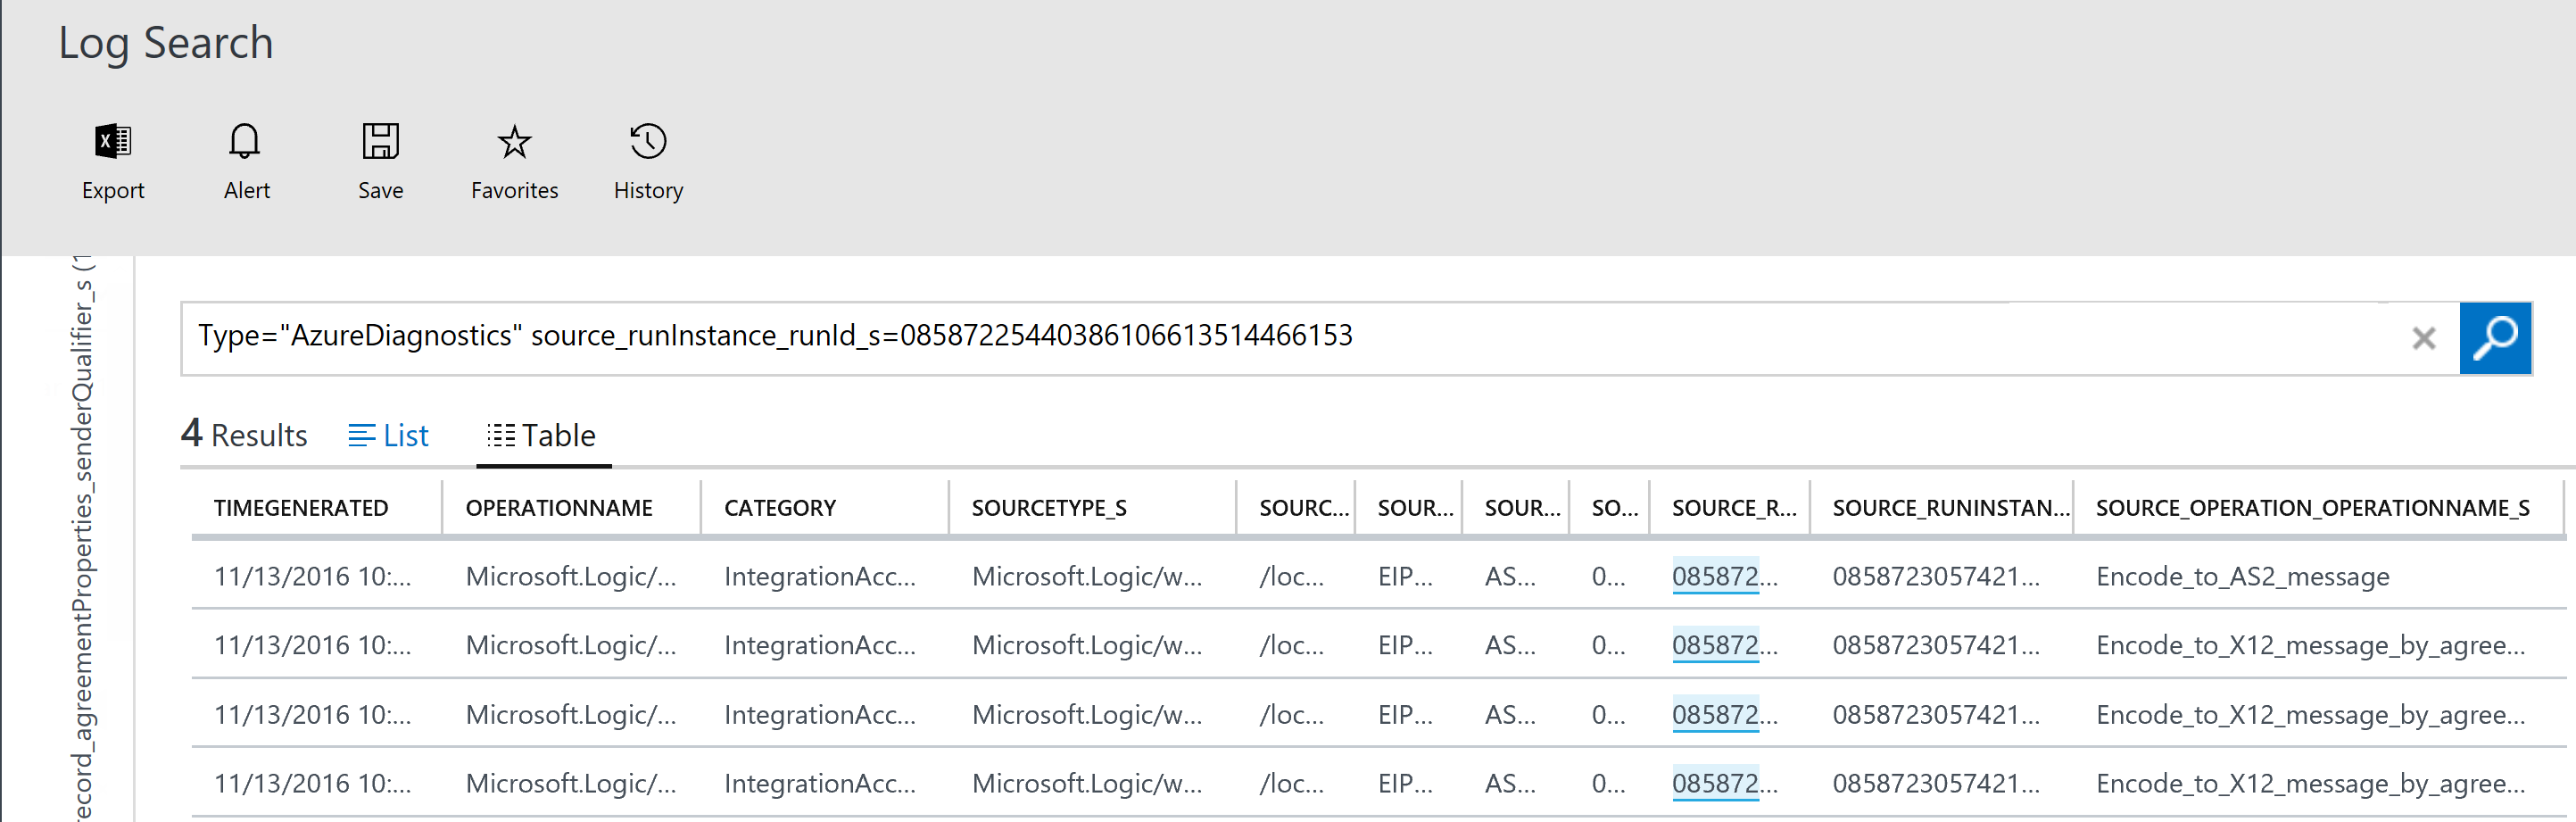 Log Search
Export Alert Save Favorites History
record_agreementProperties_senderQualifier_s (1
Type="AzureDiagnostics" source_runInstance_runId_s=08587225440386106613514466153
4 Results List Table
TIMEGENERATED OPERATIONNAME CATEGORY SOURCETYPE_S SOURC... SOUR... SOUR... SO... SOURCE_R... SOURCE_RUNINSTAN... SOURCE_OPERATION_OPERATIONNAME_S
11/13/2016 10:... Microsoft.Logic/... IntegrationAcc... Microsoft.Logic/w... /loc... EIP... AS... 0... 085872... 0858723057421... Encode_to_AS2_message
11/13/2016 10:... Microsoft.Logic/... IntegrationAcc... Microsoft.Logic/w... /loc... EIP... AS... 0... 085872... 0858723057421... Encode_to_X12_message_by_agree...
11/13/2016 10:... Microsoft.Logic/... IntegrationAcc... Microsoft.Logic/w... /loc... EIP... AS... 0... 085872... 0858723057421... Encode_to_X12_message_by_agree...
11/13/2016 10:... Microsoft.Logic/... IntegrationAcc... Microsoft.Logic/w... /loc... EIP... AS... 0... 085872... 0858723057421... Encode_to_X12_message_by_agree...